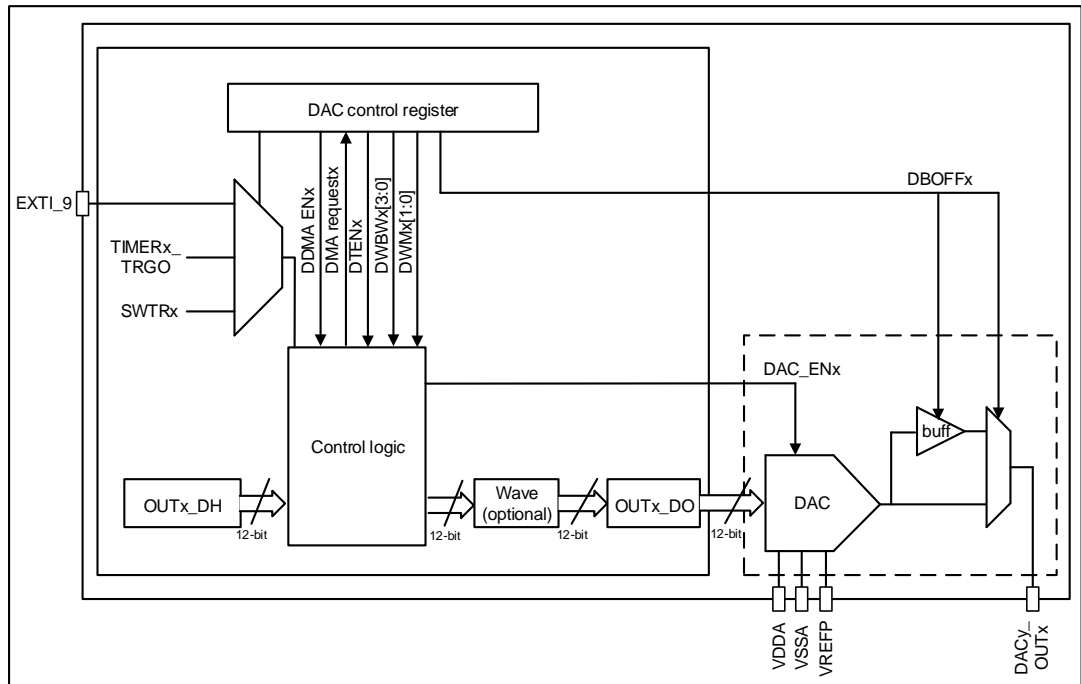 DAC control register
EXTI_9
TIMERx_
TRGO
SWTRx
DDMA ENx
DMA requestx
DTENx
DWBWx[3:0]
DWMx[1:0]
DBOFFx
DAC_ENx
buff
Control logic
OUTx_DH
12-bit
12-bit
Wave
(optional)
12-bit
OUTx_DO
12-bit
DAC
VDDA
VSSA
VREFP
DACy_
OUTx